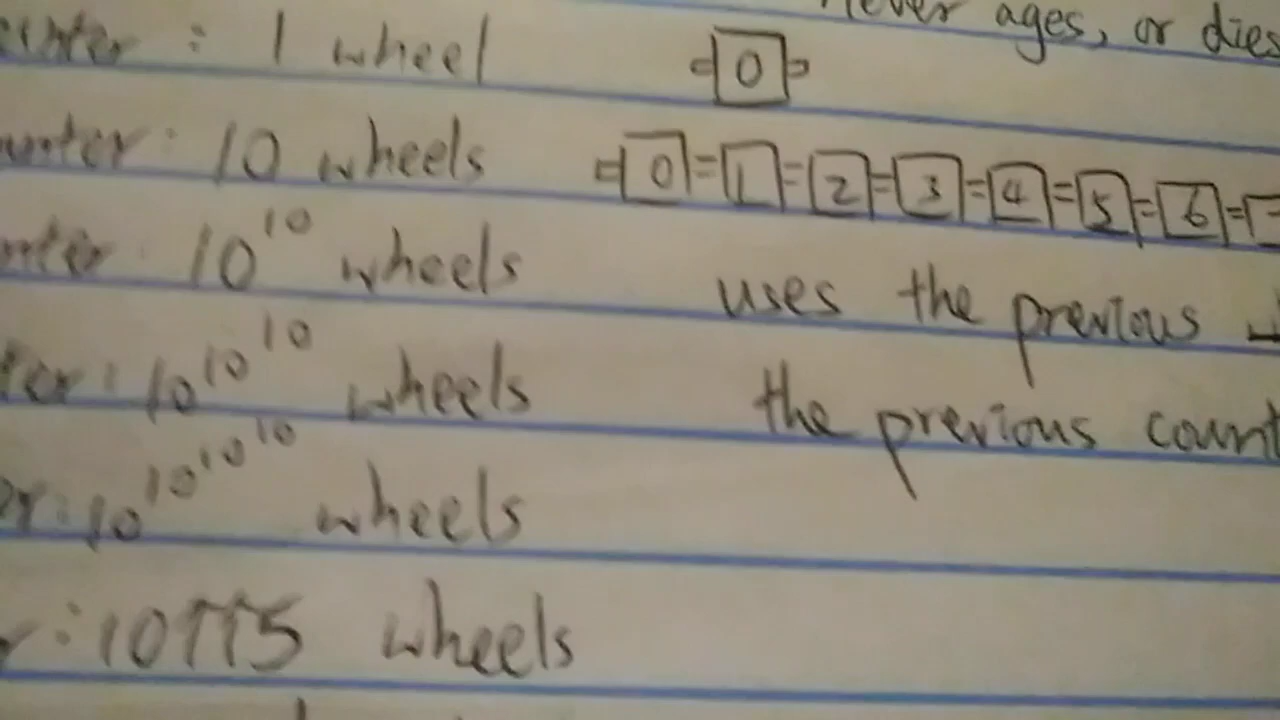 never ages, or dies
: 1 wheel 0
: 10 wheels 0 1 2 3 4 5 6
10^10 wheels uses the previous
: 10^10^10 wheels the previous count
: 10^10^10^10 wheels
: 10↑↑5 wheels